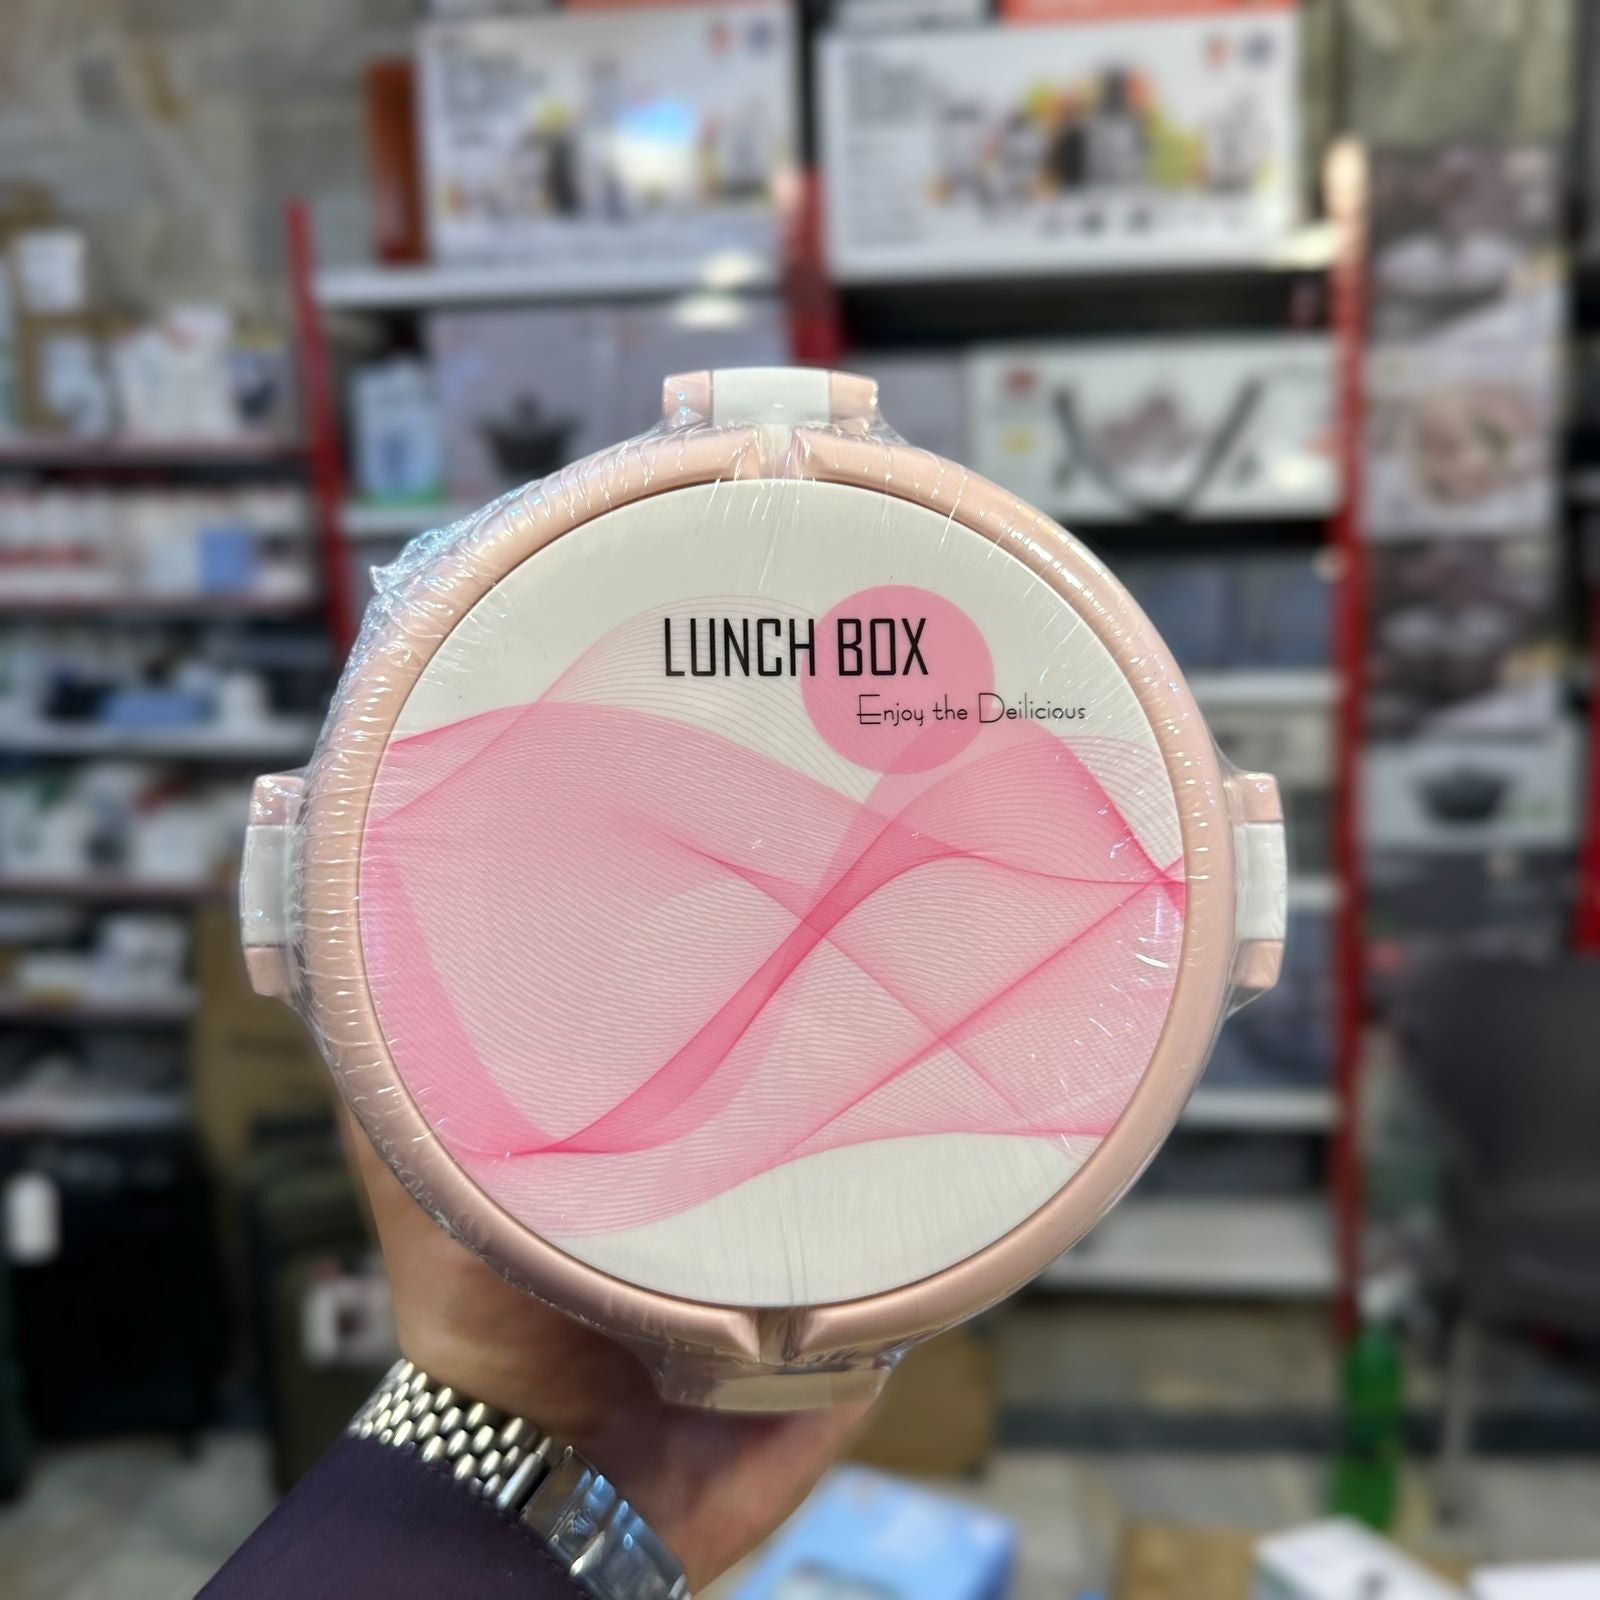 LUNCH BOX
Enjoy the Deilicious